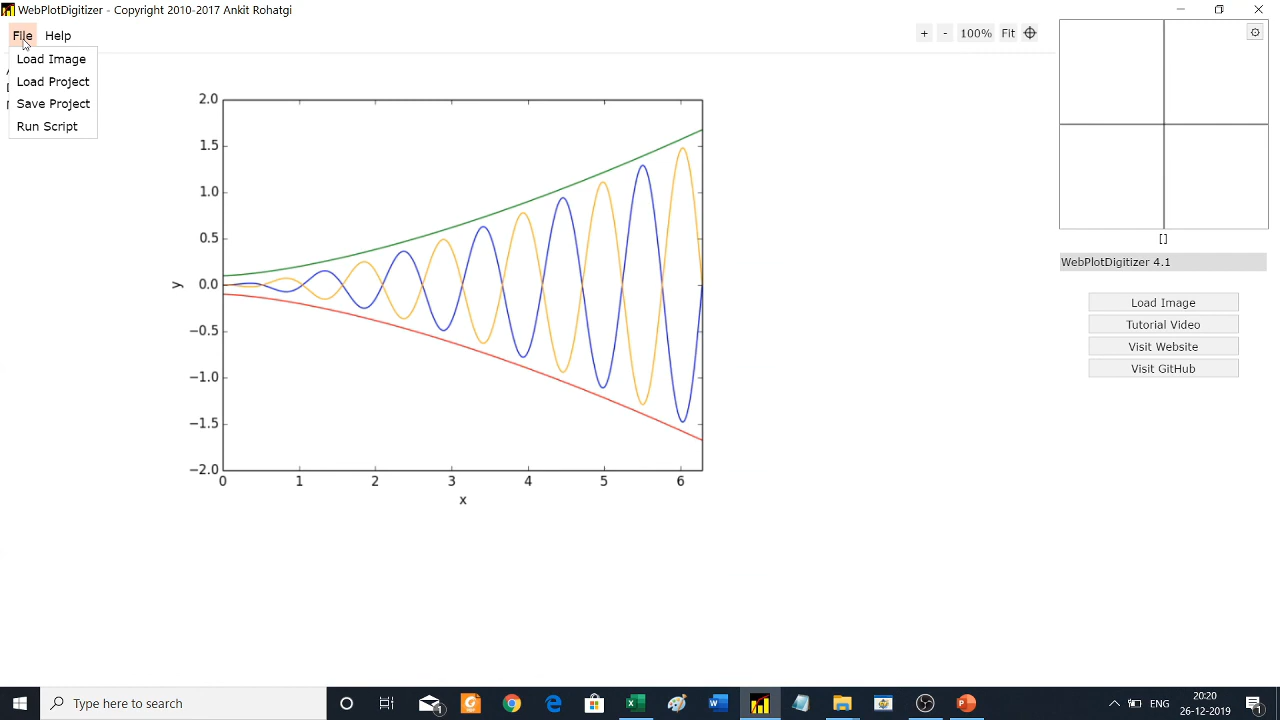 WebPlotDigitizer - Copyright 2010-2017 Ankit Rohatgi
File Help
+ - 100% Fit
Load Image
Load Project
Save Project
Run Script
2.0
1.5
1.0
0.5
0.0
−0.5
−1.0
−1.5
−2.0
y
0 1 2 3 4 5 6
x
[]
WebPlotDigitizer 4.1
Load Image
Tutorial Video
Visit Website
Visit GitHub
Type here to search
ENG
20:20
26-12-2019